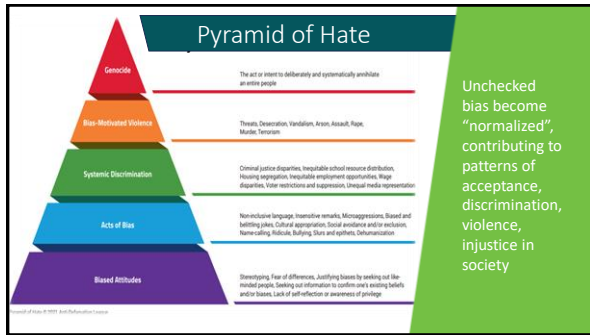 Pyramid of Hate
Genocide
The act or intent to deliberately and systematically annihilate
an entire people
Bias-Motivated Violence
Threats, Desecration, Vandalism, Arson, Assault, Rape,
Murder, Terrorism
Systemic Discrimination
Criminal justice disparities, Inequitable school resource distribution,
Housing segregation, Inequitable employment opportunities, Wage
disparities, Voter restrictions and suppression, Unequal media representation
Acts of Bias
Non-inclusive language, Insensitive remarks, Microaggressions, Biased and
belittling jokes, Cultural appropriation, Social avoidance and/or exclusion,
Name-calling, Ridicule, Bullying, Slurs and epithets, Dehumanization
Biased Attitudes
Stereotyping, Fear of differences, Justifying biases by seeking out like-
minded people, Seeking out information to confirm one's existing beliefs
and/or biases, Lack of self-reflection or awareness of privilege
Pyramid of Hate © 2021 Anti-Defamation League
Unchecked
bias become
“normalized”,
contributing to
patterns of
acceptance,
discrimination,
violence,
injustice in
society